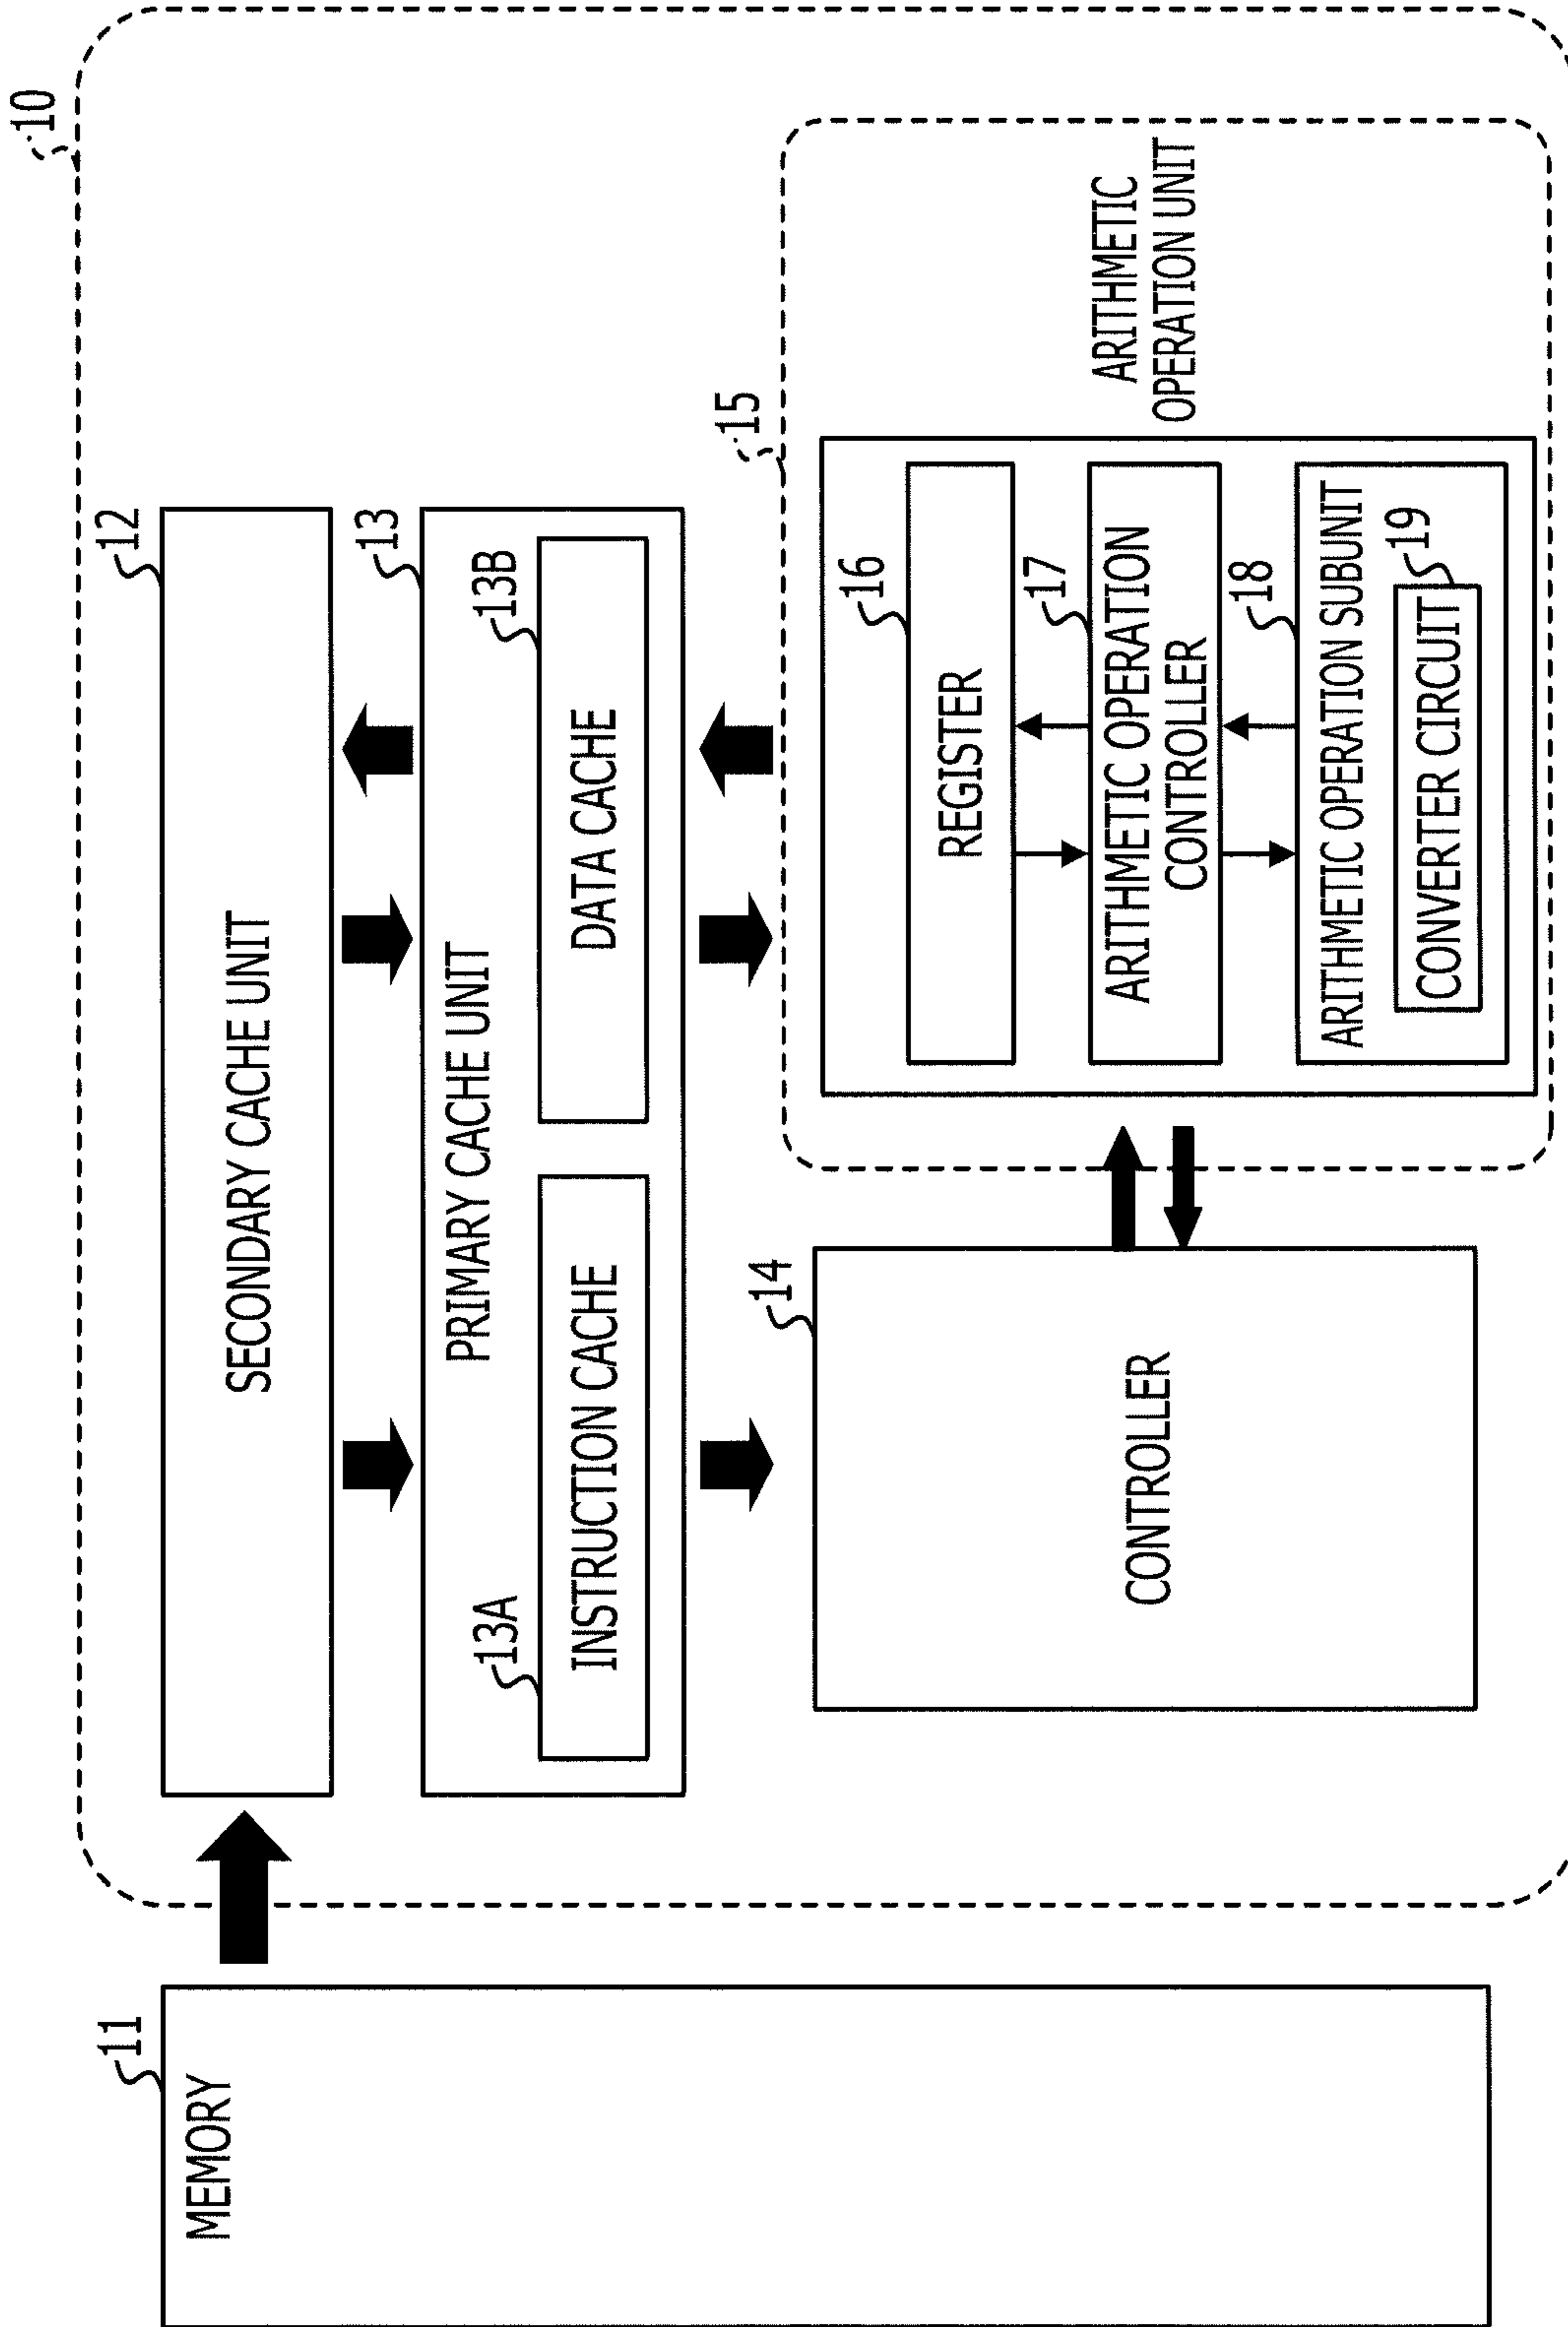 10
MEMORY
11
SECONDARY CACHE UNIT
12
PRIMARY CACHE UNIT
13
13A
INSTRUCTION CACHE
13B
DATA CACHE
14
CONTROLLER
15
ARITHMETIC
OPERATION UNIT
16
REGISTER
17
ARITHMETIC OPERATION
CONTROLLER
18
ARITHMETIC OPERATION SUBUNIT
19
CONVERTER CIRCUIT